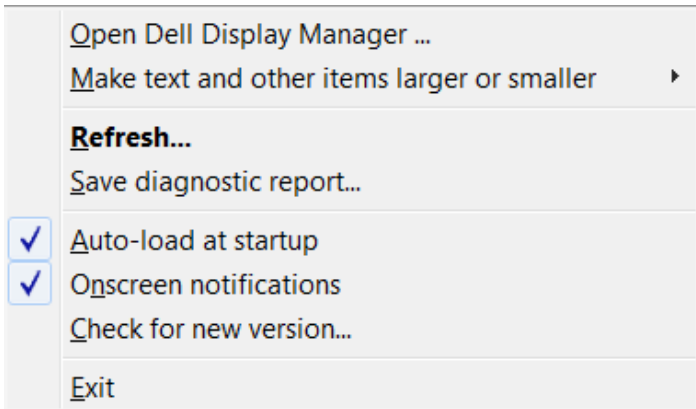 Open Dell Display Manager ...
Make text and other items larger or smaller
Refresh...
Save diagnostic report...
Auto-load at startup
Onscreen notifications
Check for new version...
Exit